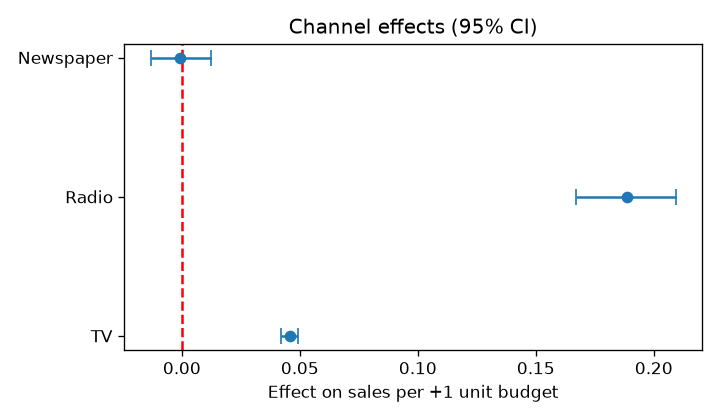 Channel effects (95% CI)
Newspaper
Radio
TV
0.00 0.05 0.10 0.15 0.20
Effect on sales per +1 unit budget